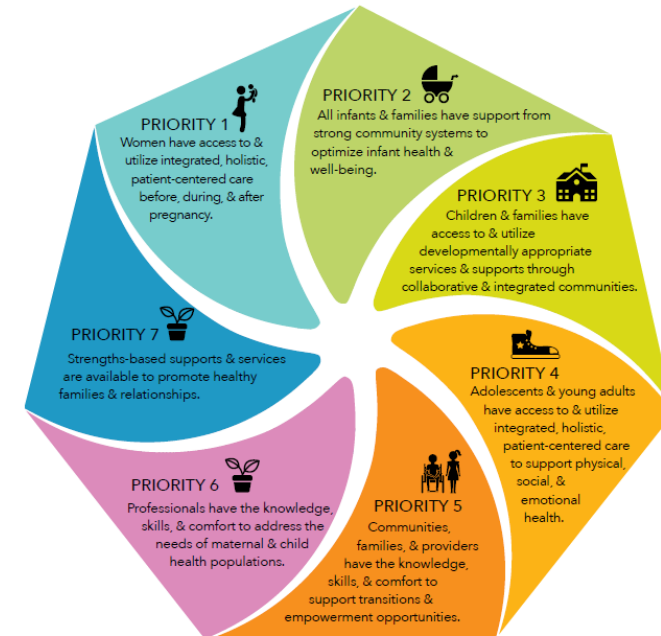 PRIORITY 1
Women have access to &
utilize integrated, holistic,
patient-centered care
before, during, & after
pregnancy.
PRIORITY 2
All infants & families have support from
strong community systems to
optimize infant health &
well-being.
PRIORITY 3
Children & families have
access to & utilize
developmentally appropriate
services & supports through
collaborative & integrated communities.
PRIORITY 4
Adolescents & young adults
have access to & utilize
integrated, holistic,
patient-centered care
to support physical,
social, &
emotional
health.
PRIORITY 5
Communities,
families, & providers
have the knowledge,
skills, & comfort to
support transitions &
empowerment opportunities.
PRIORITY 6
Professionals have the knowledge,
skills, & comfort to address the
needs of maternal & child
health populations.
PRIORITY 7
Strengths-based supports & services
are available to promote healthy
families & relationships.